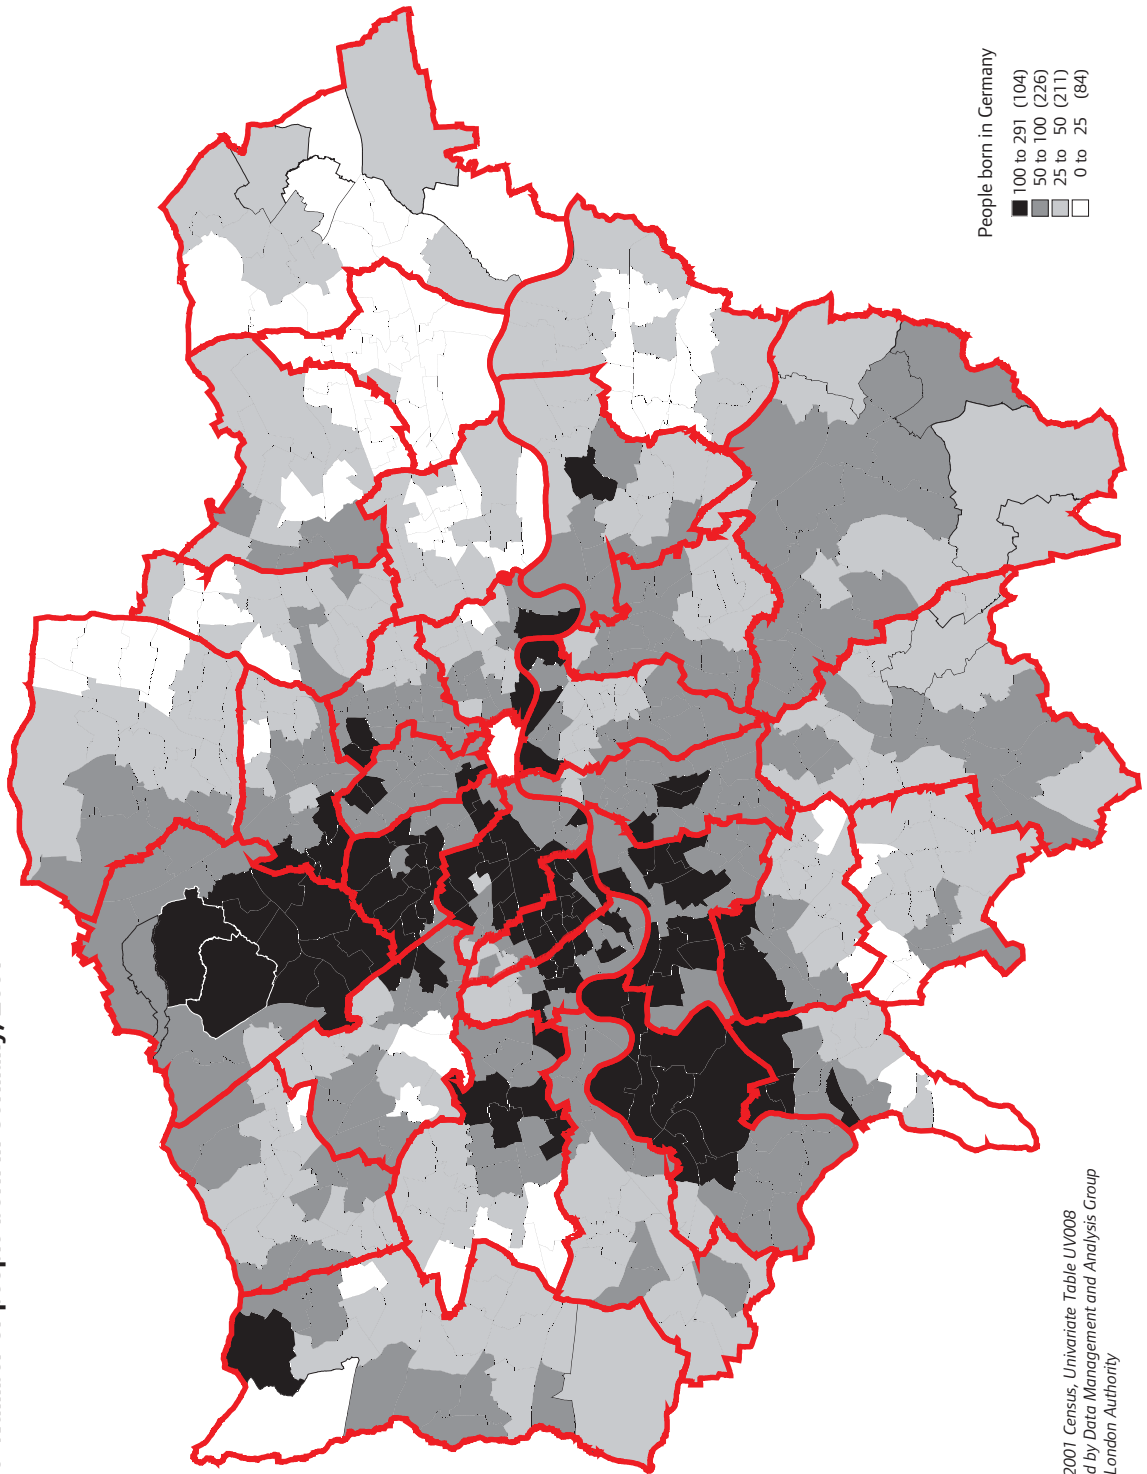 People born in Germany
100 to 291 (104)
50 to 100 (226)
25 to 50 (211)
0 to 25 (84)
2001 Census, Univariate Table UV008
d by Data Management and Analysis Group
London Authority